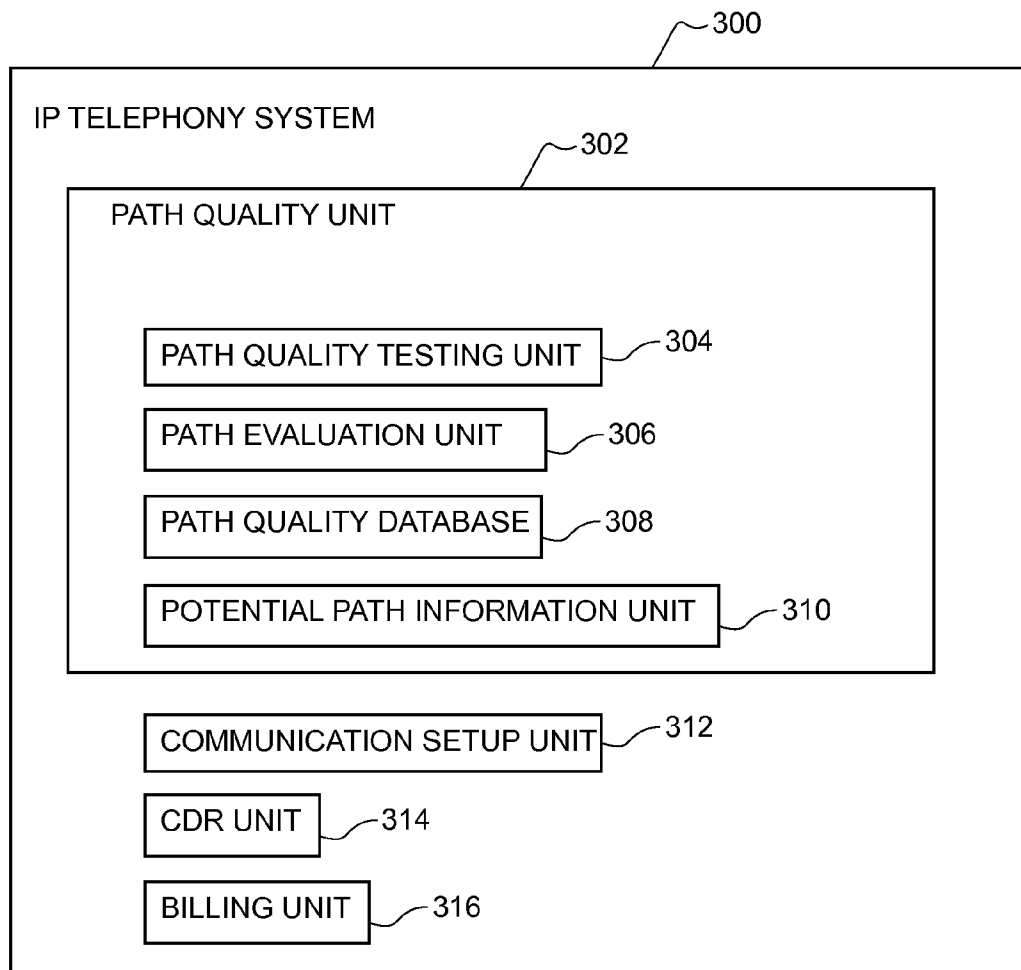 300
IP TELEPHONY SYSTEM
302
PATH QUALITY UNIT
PATH QUALITY TESTING UNIT 304
PATH EVALUATION UNIT 306
PATH QUALITY DATABASE 308
POTENTIAL PATH INFORMATION UNIT 310
COMMUNICATION SETUP UNIT 312
CDR UNIT 314
BILLING UNIT 316